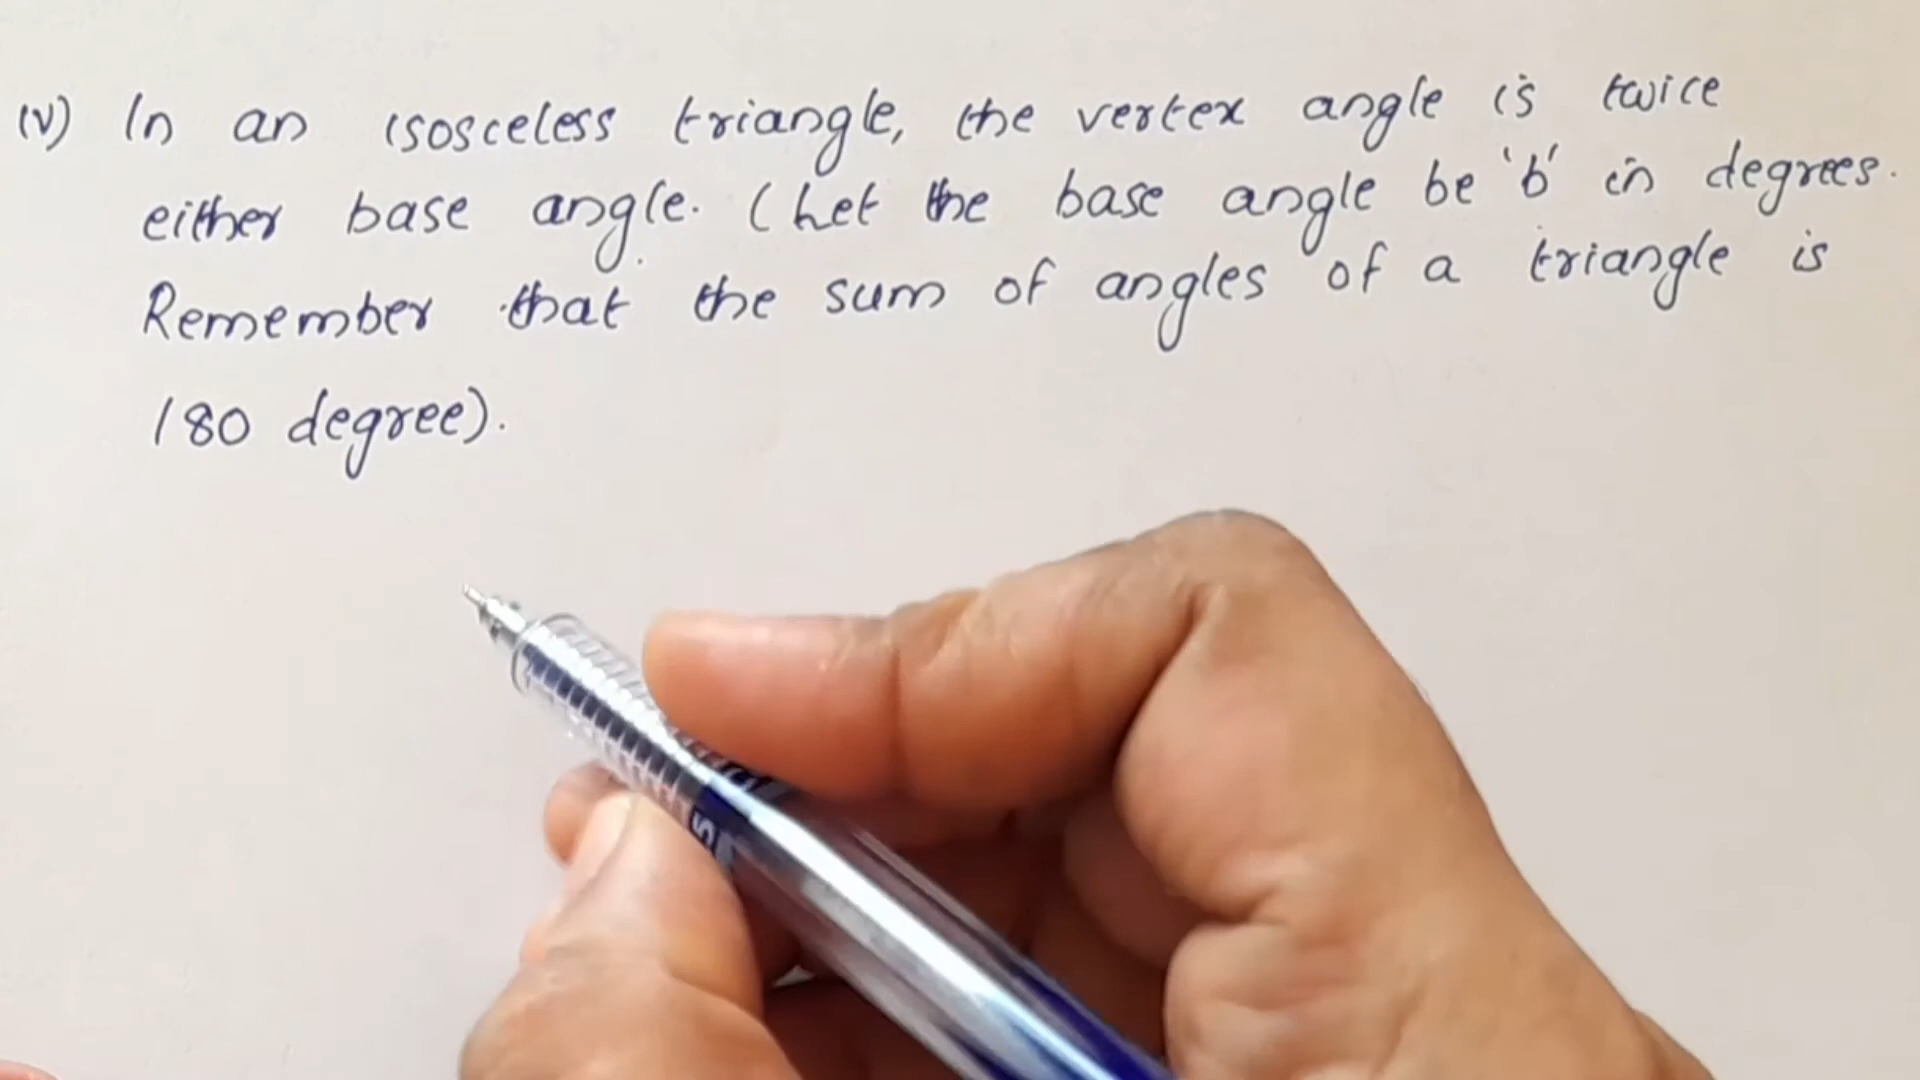 (v) In an isosceless triangle, the vertex angle is twice
either base angle. (Let the base angle be 'b' in degrees.
Remember that the sum of angles of a triangle is
180 degree).
5